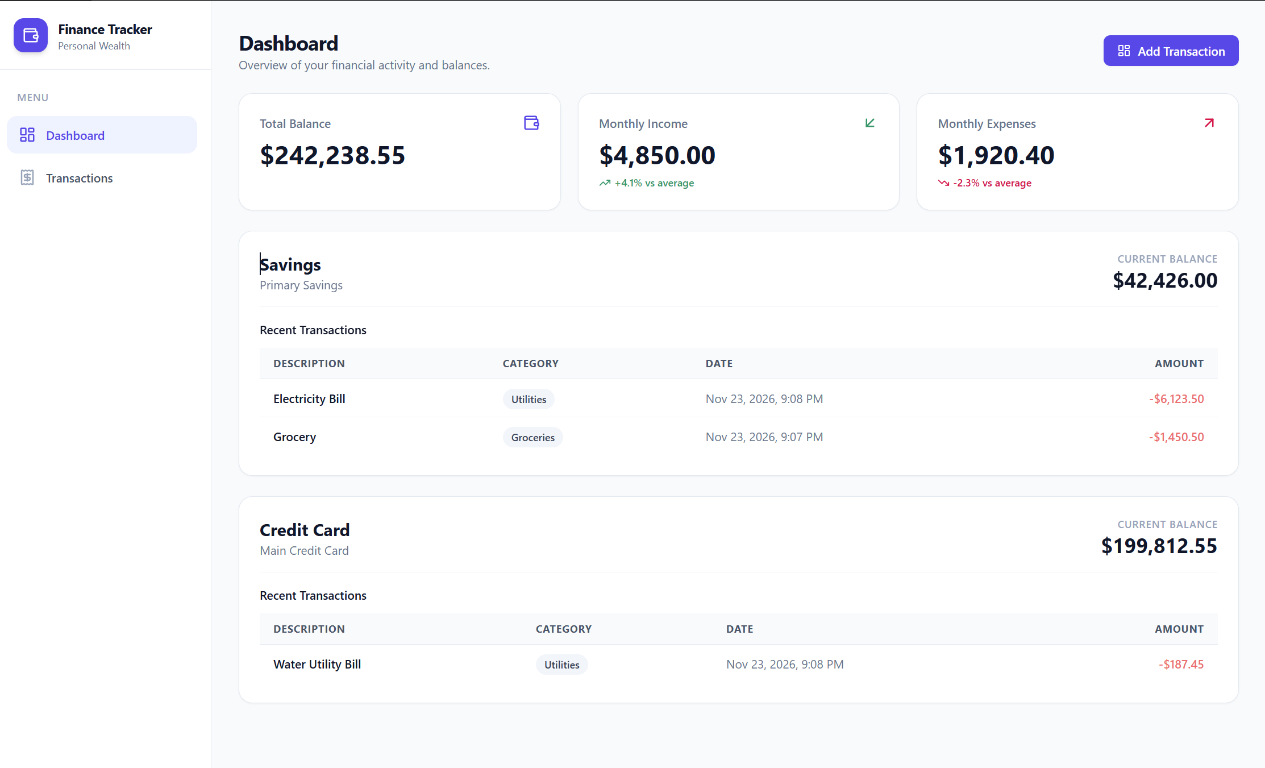 Finance Tracker
Personal Wealth
MENU
Dashboard
Transactions
Dashboard
Overview of your financial activity and balances.
Add Transaction
Total Balance
$242,238.55
Monthly Income
$4,850.00
+4.1% vs average
Monthly Expenses
$1,920.40
-2.3% vs average
Savings
Primary Savings
CURRENT BALANCE
$42,426.00
Recent Transactions
DESCRIPTION CATEGORY DATE AMOUNT
Electricity Bill Utilities Nov 23, 2026, 9:08 PM -$6,123.50
Grocery Groceries Nov 23, 2026, 9:07 PM -$1,450.50
Credit Card
Main Credit Card
CURRENT BALANCE
$199,812.55
Recent Transactions
DESCRIPTION CATEGORY DATE AMOUNT
Water Utility Bill Utilities Nov 23, 2026, 9:08 PM -$187.45